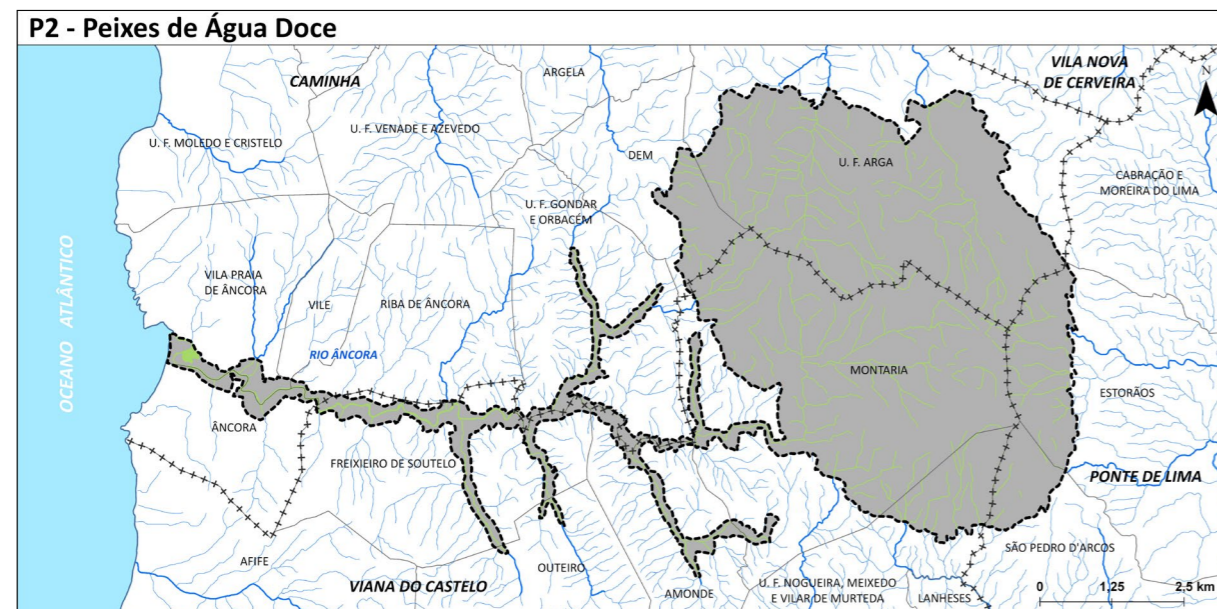 P2 - Peixes de Água Doce
CAMINHA
ARGELA
VILA NOVA
DE CERVEIRA
N
U. F. VENADE E AZEVEDO
U. F. MOLEDO E CRISTELO
DEM
U. F. ARGA
CABRAÇÃO E
MOREIRA DO LIMA
U. F. GONDAR
E ORBACÉM
OCEANO ATLÂNTICO
VILA PRAIA
DE ÂNCORA
VILE
RIBA DE ÂNCORA
RIO ÂNCORA
MONTARIA
ESTORÃOS
ÂNCORA
FREIXIEIRO DE SOUTELO
PONTE DE LIMA
AFIFE
OUTEIRO
SÃO PEDRO D'ARCOS
VIANA DO CASTELO
AMONDE
U. F. NOGUEIRA, MEIXEDO
E VILAR DE MURTEDA
LANHESES
0 1,25 2,5 km